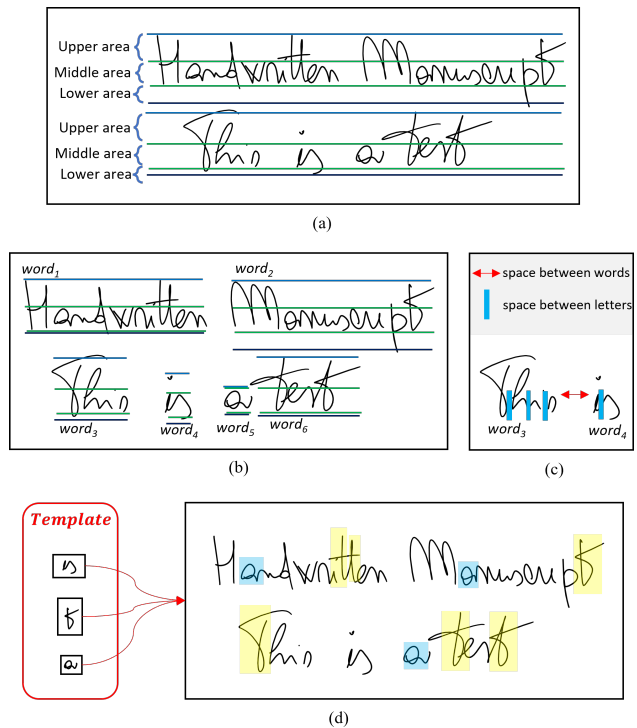 Upper area
Middle area
Lower area
Handwritten Manuscript
Upper area
Middle area
Lower area
This is a test
(a)
word1 word2
Handwritten Manuscript
This is a test
word3 word4 word5 word6
(b)
space between words
space between letters
This is
word3 word4
(c)
Template
is
t
a
Handwritten Manuscript
This is a test
(d)